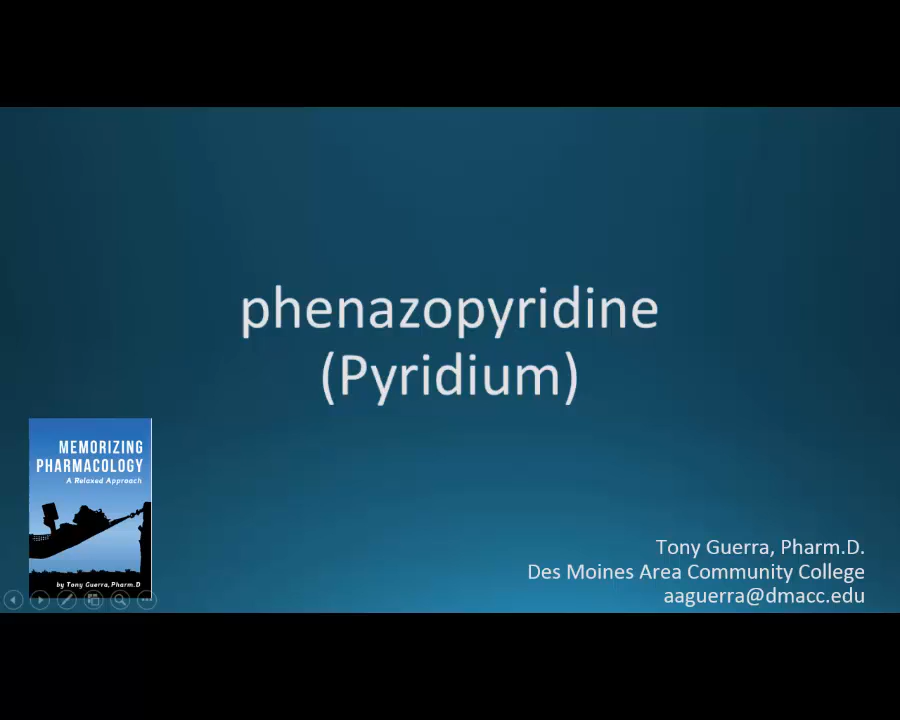 phenazopyridine
(Pyridium)
MEMORIZING
PHARMACOLOGY
A Relaxed Approach
by Tony Guerra, Pharm.D
Tony Guerra, Pharm.D.
Des Moines Area Community College
aaguerra@dmacc.edu